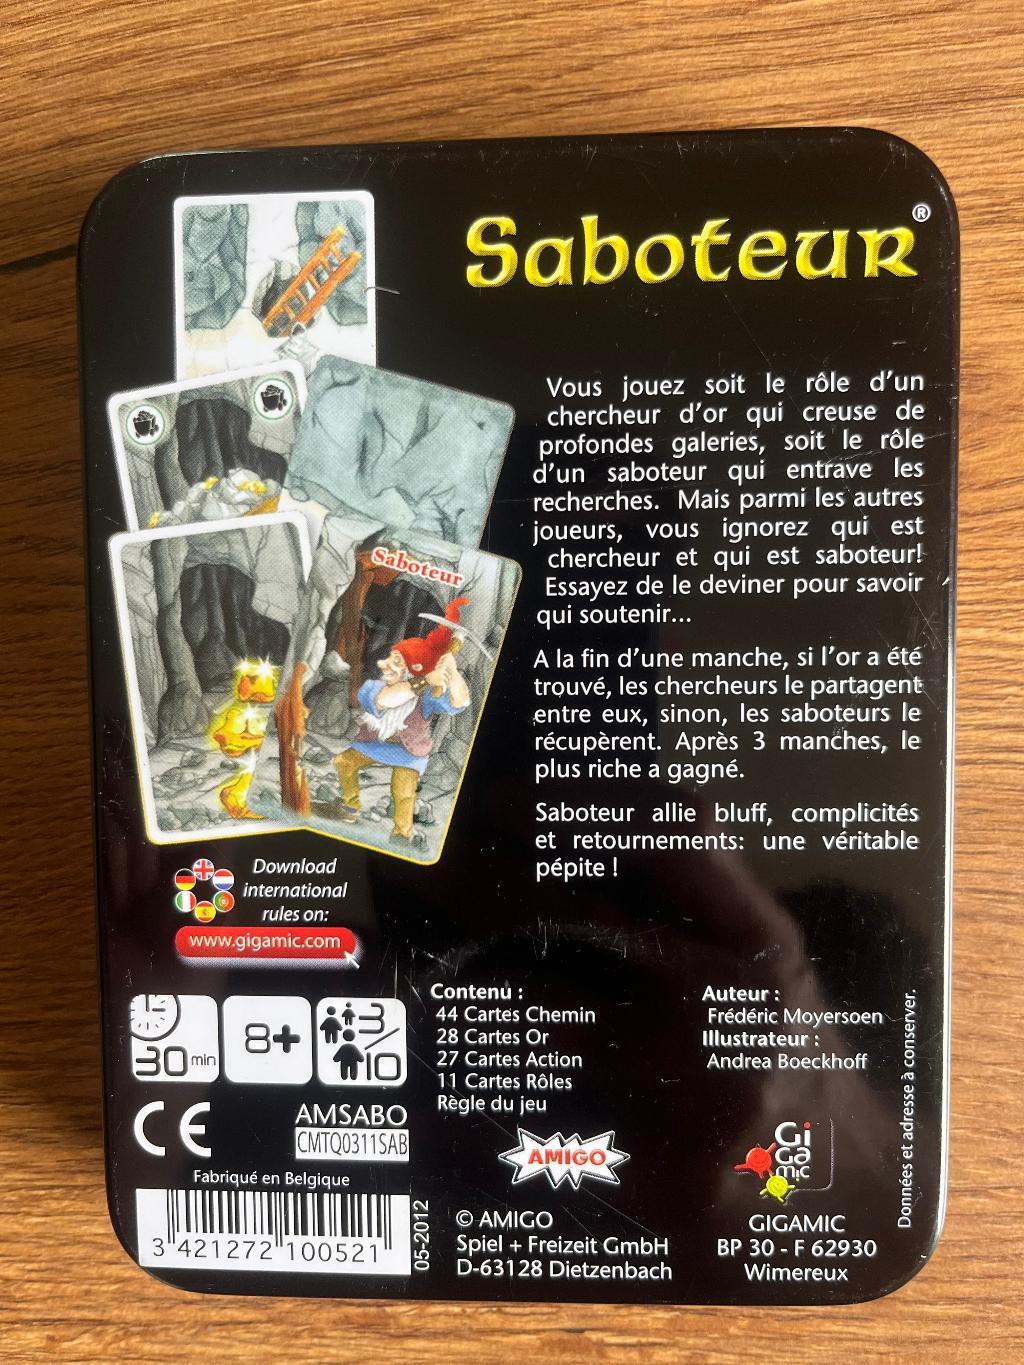 Saboteur®
Vous jouez soit le rôle d'un
chercheur d'or qui creuse de
profondes galeries, soit le rôle
d'un saboteur qui entrave les
recherches. Mais parmi les autres
joueurs, vous ignorez qui est
chercheur et qui est saboteur!
Essayez de le deviner pour savoir
qui soutenir...
A la fin d'une manche, si l'or a été
trouvé, les chercheurs le partagent
entre eux, sinon, les saboteurs le
récupèrent. Après 3 manches, le
plus riche a gagné.
Saboteur allie bluff, complicités
et retournements: une véritable
pépite !
Saboteur
Download
international
rules on:
www.gigamic.com
30 min
8+
3/10
Contenu :
44 Cartes Chemin
28 Cartes Or
27 Cartes Action
11 Cartes Rôles
Règle du jeu
Auteur :
Frédéric Moyersoen
Illustrateur :
Andrea Boeckhoff
Données et adresse à conserver.
CE
AMSABO
CMTQ0311SAB
Fabriqué en Belgique
3 421272 100521
05-2012
AMIGO
© AMIGO
Spiel + Freizeit GmbH
D-63128 Dietzenbach
Gi
Ga
mic
GIGAMIC
BP 30 - F 62930
Wimereux